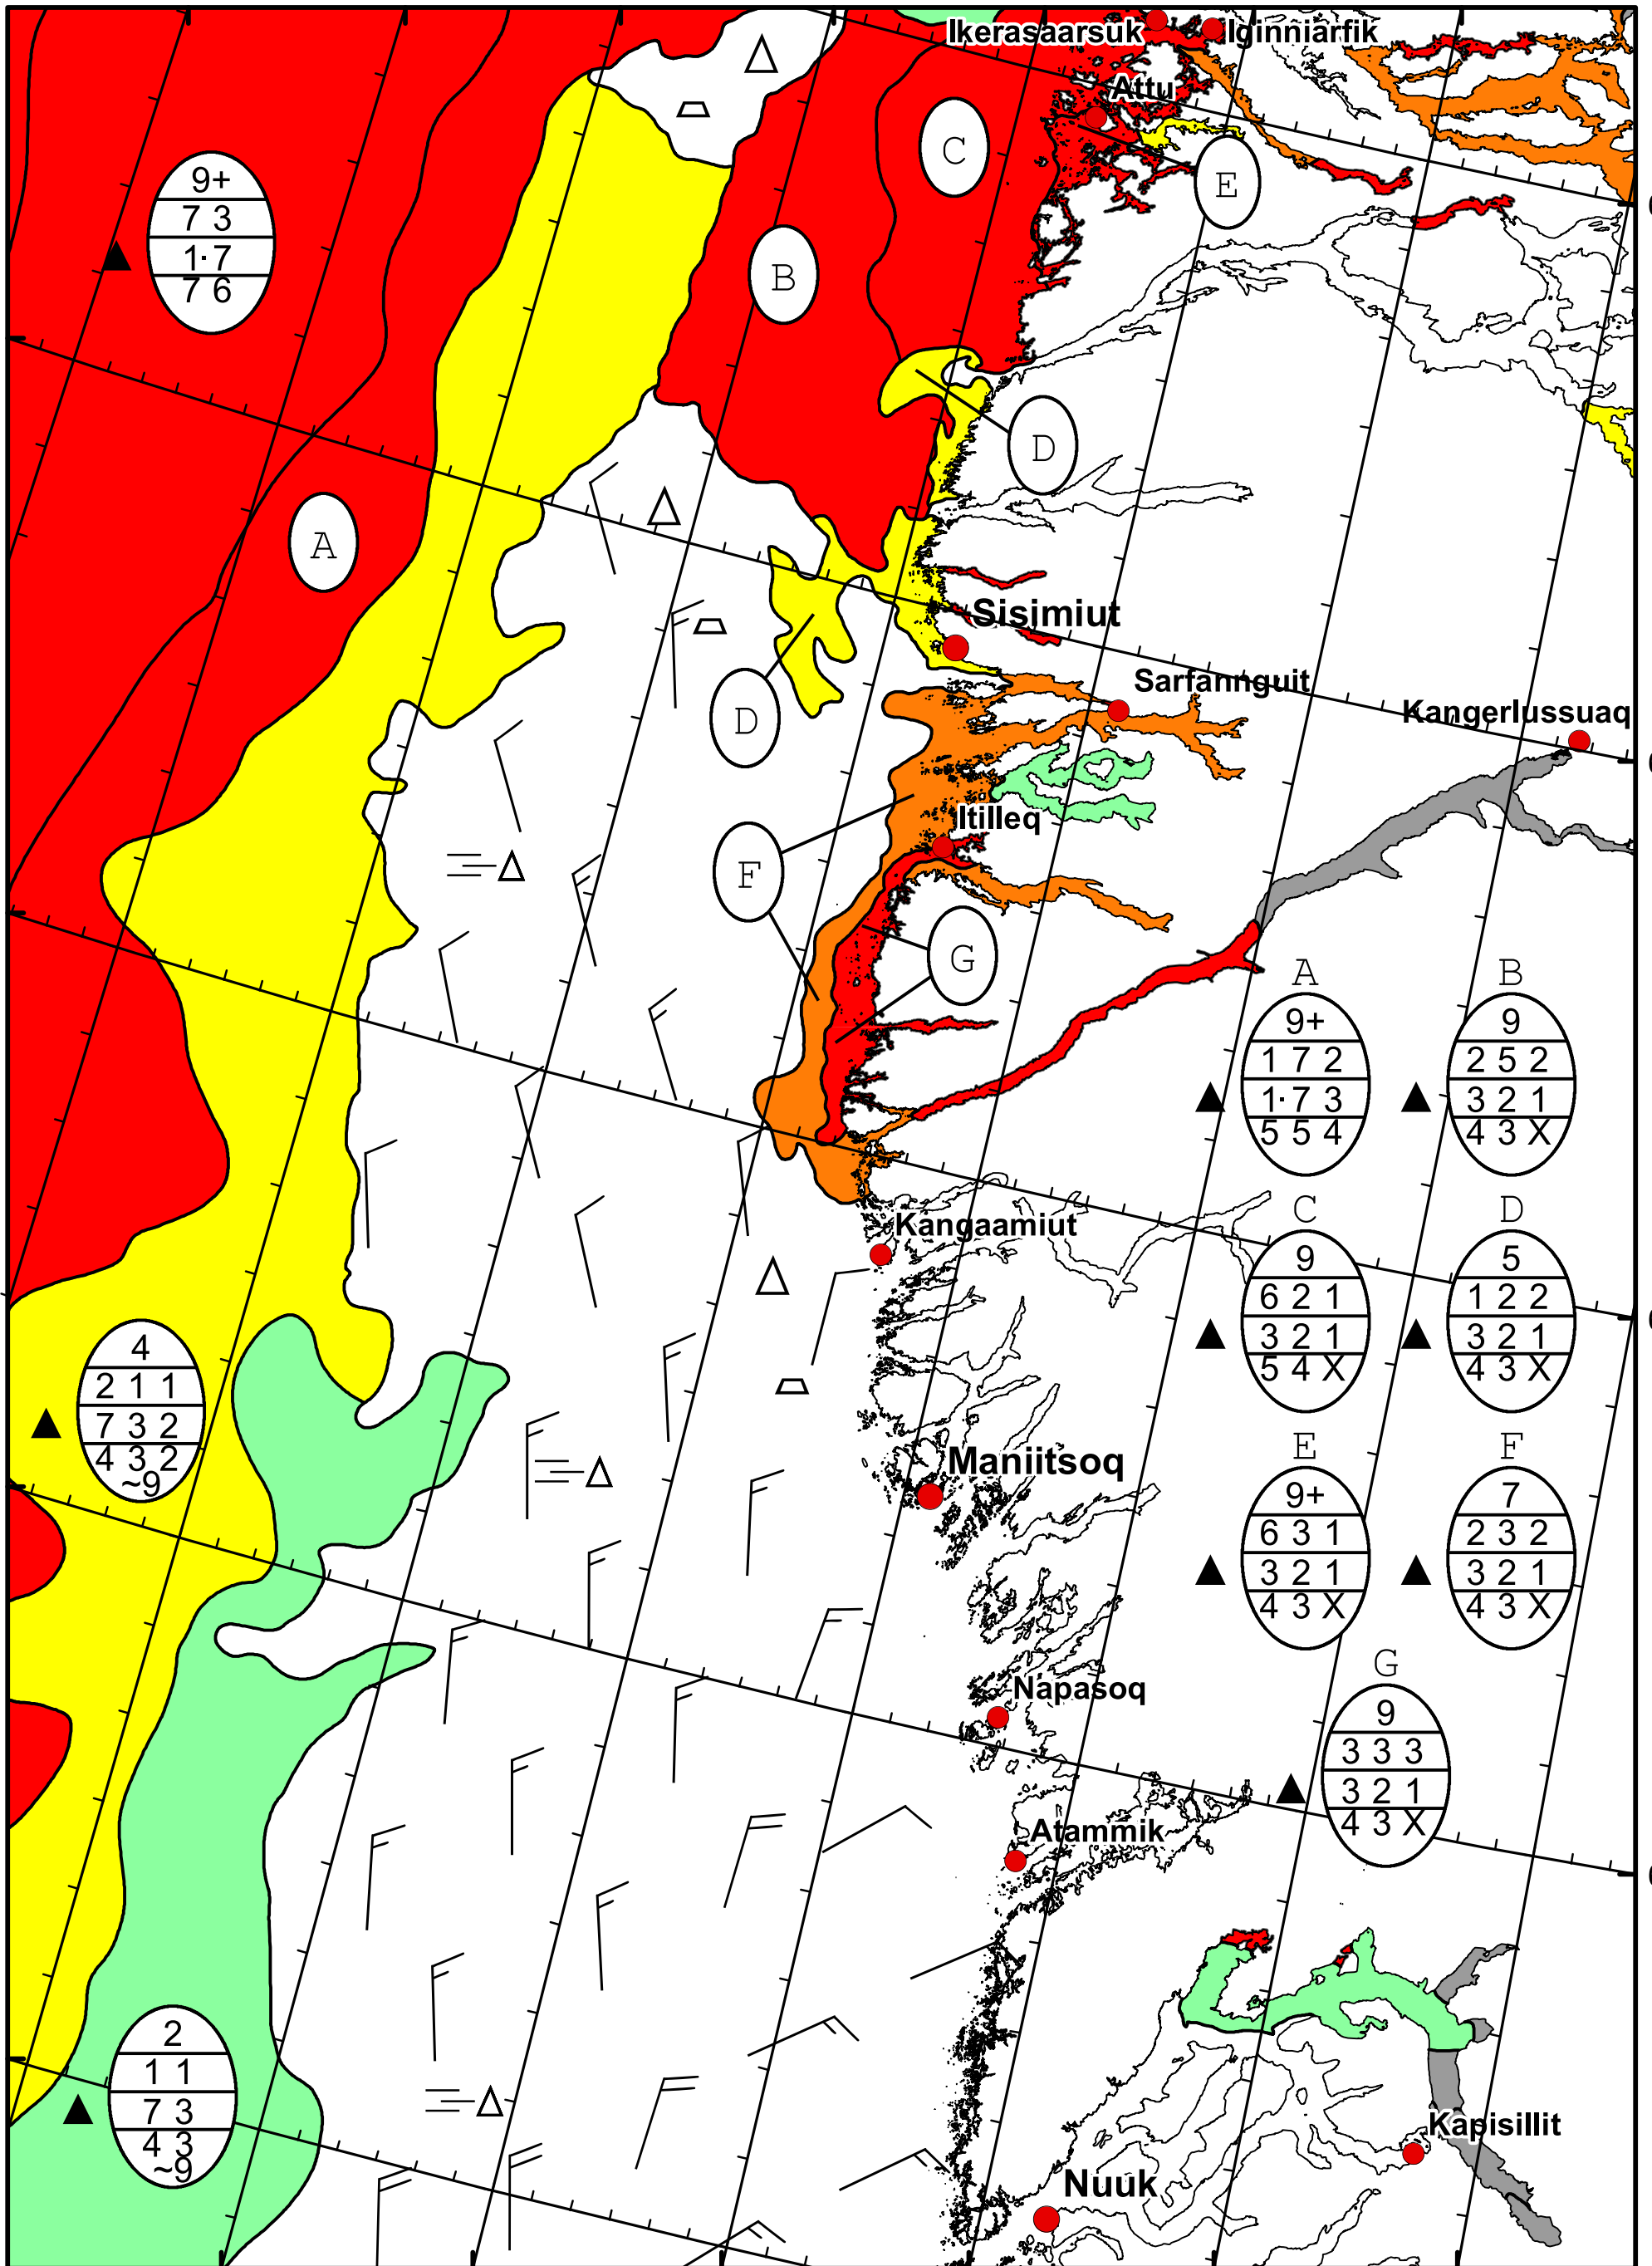 Ikerasaarsuk
Iginniarfik
Attu
C
E
9+
7 3
1·7
7 6
B
D
A
Sisimiut
Sarfannguit
D
Kangerlussuaq
Itilleq
F
G
A
9+
1 7 2
1·7 3
5 5 4
B
9
2 5 2
3 2 1
4 3 X
Kangaamiut
C
9
6 2 1
3 2 1
5 4 X
D
5
1 2 2
3 2 1
4 3 X
4
2 1 1
7 3 2
4 3 2
~9
Maniitsoq
E
9+
6 3 1
3 2 1
4 3 X
F
7
2 3 2
3 2 1
4 3 X
Napasoq
G
9
3 3 3
3 2 1
4 3 X
Atammik
2
1 1
7 3
4 3
~9
Kapisillit
Nuuk